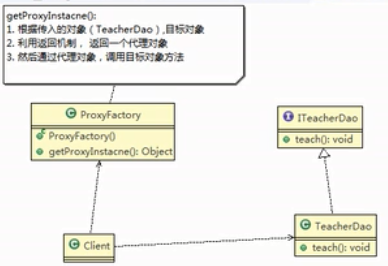 getProxyInstacne():
1. 根据传入的对象（TeacherDao）,目标对象
2. 利用返回机制， 返回一个代理对象
3. 然后通过代理对象，调用目标对象方法
ProxyFactory
ProxyFactory()
getProxyInstacne(): Object
ITeacherDao
teach(): void
TeacherDao
teach(): void
Client